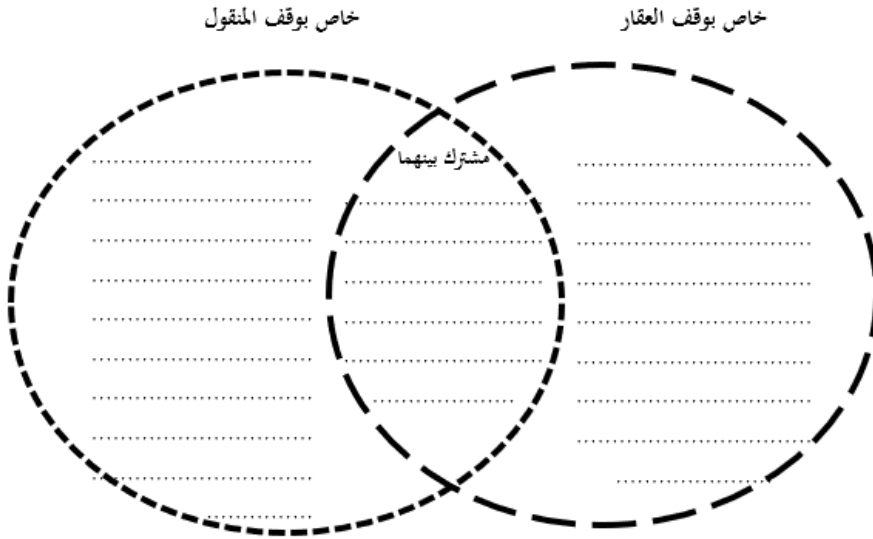 خاص بوقف العقار
خاص بوقف المنقول
مشترك بينهما